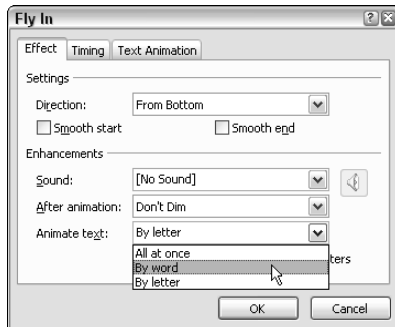 Fly In
Effect Timing Text Animation
Settings
Direction: From Bottom
Smooth start Smooth end
Enhancements
Sound: [No Sound]
After animation: Don't Dim
Animate text: By letter
All at once
By word
ters
By letter
OK Cancel